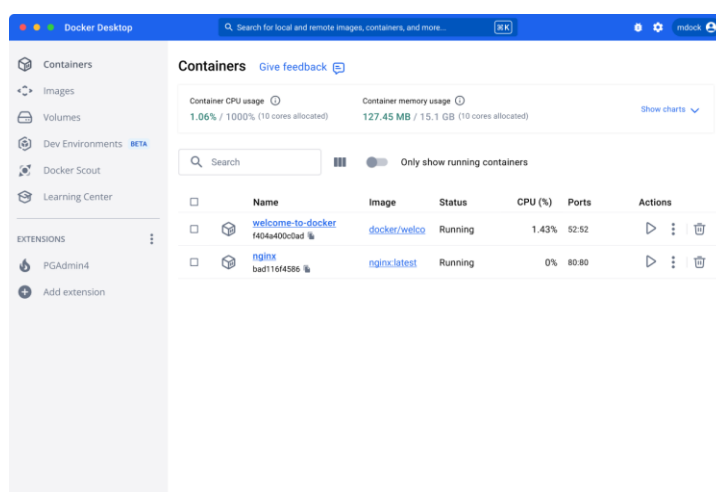 Docker Desktop
Search for local and remote images, containers, and more...
⌘K
mdock
Containers
Images
Volumes
Dev Environments BETA
Docker Scout
Learning Center
EXTENSIONS
PGAdmin4
Add extension
Containers Give feedback
Container CPU usage
1.06% / 1000% (10 cores allocated)
Container memory usage
127.45 MB / 15.1 GB (10 cores allocated)
Show charts
Search
Only show running containers
Name Image Status CPU (%) Ports Actions
welcome-to-docker docker/welco Running 1.43% 52:52
f404a400c0ad
nginx nginx:latest Running 0% 80:80
bad116f4586